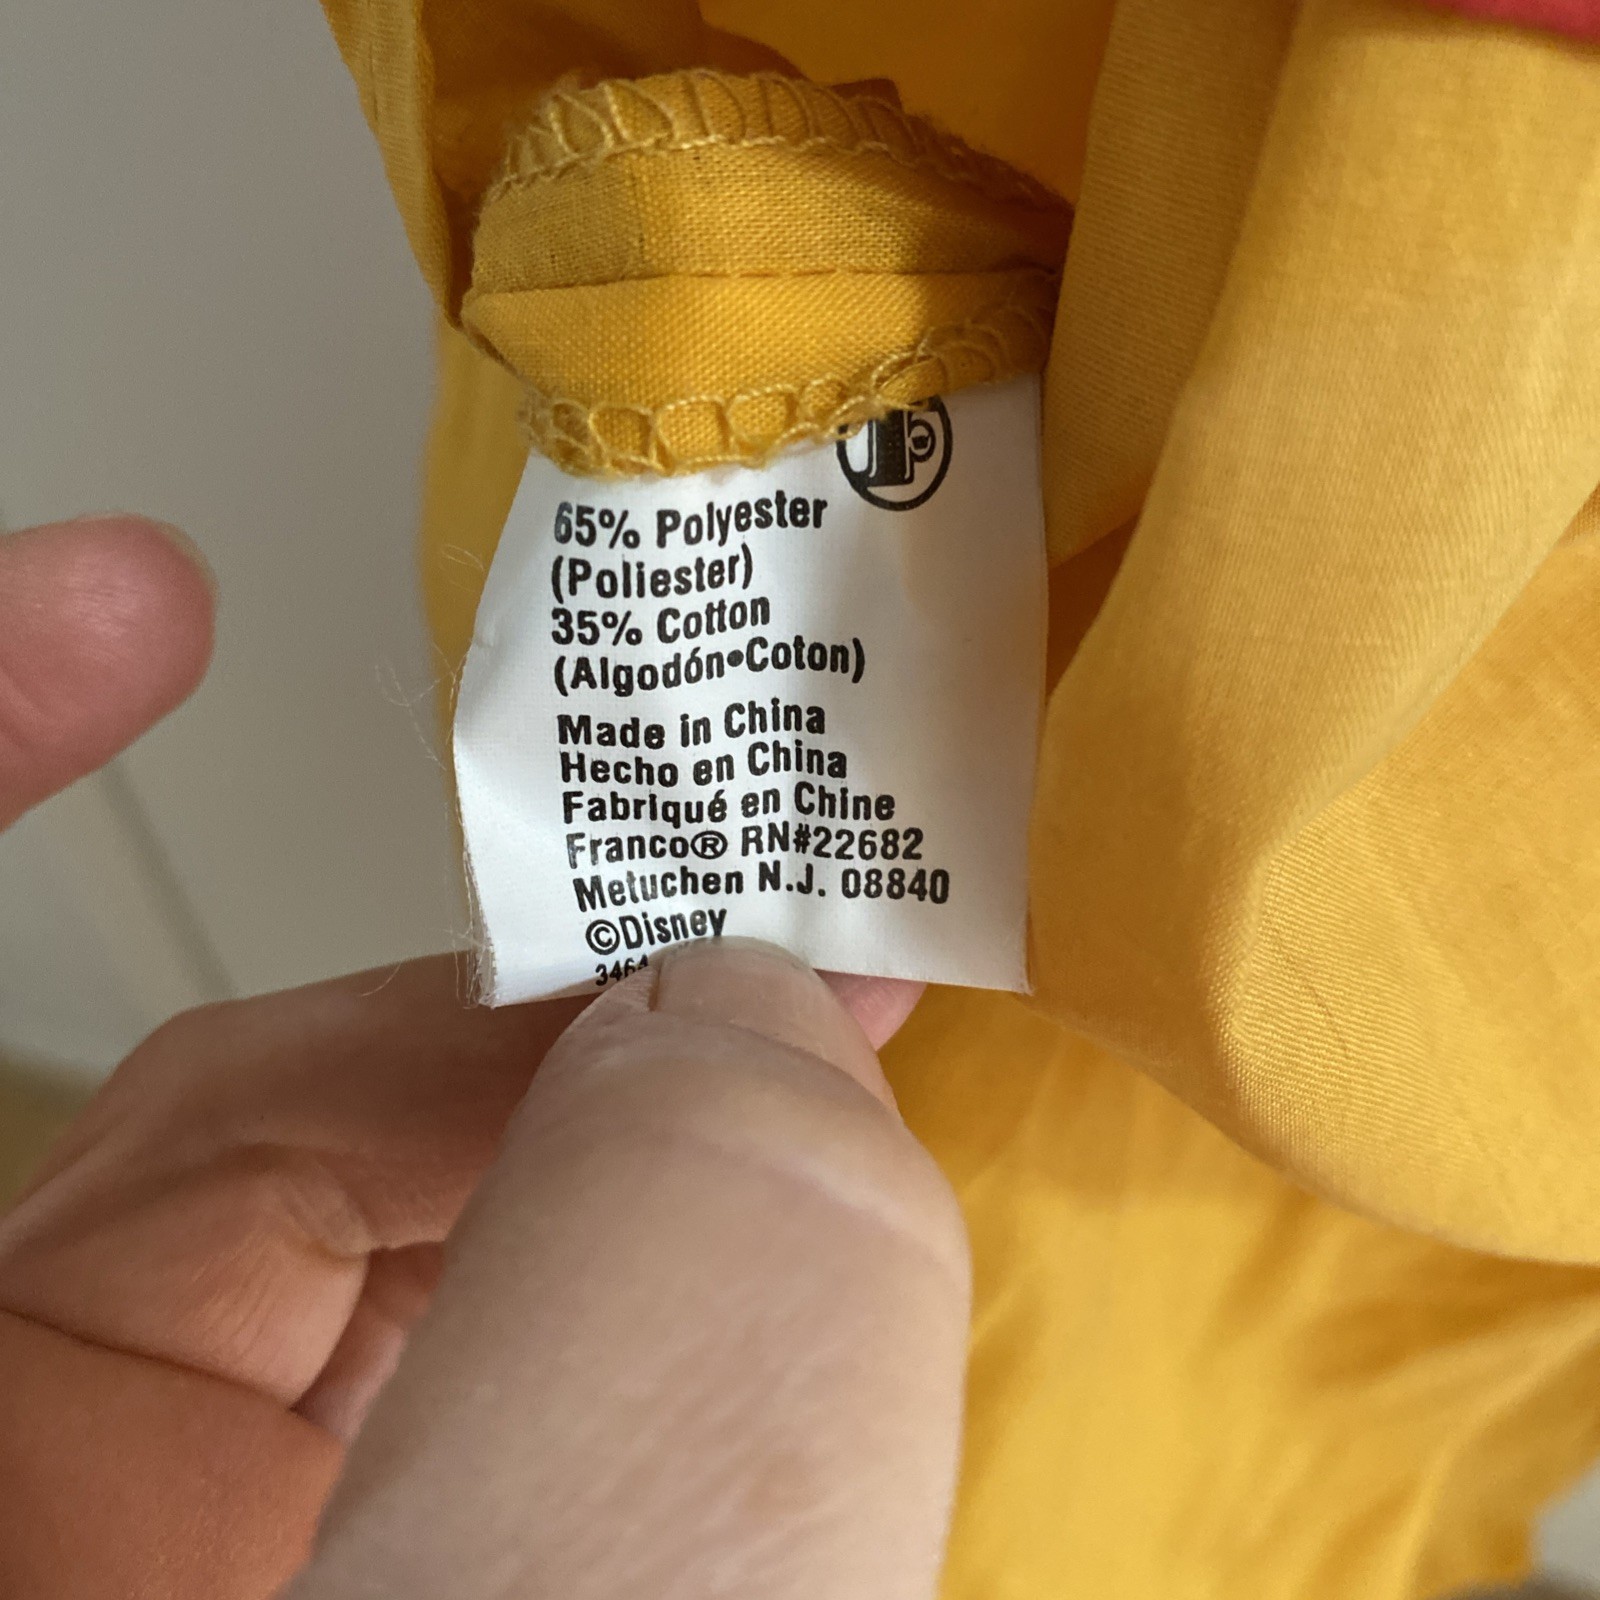 65% Polyester
(Poliester)
35% Cotton
(Algodón•Coton)
Made in China
Hecho en China
Fabriqué en Chine
Franco® RN#22682
Metuchen N.J. 08840
©Disney